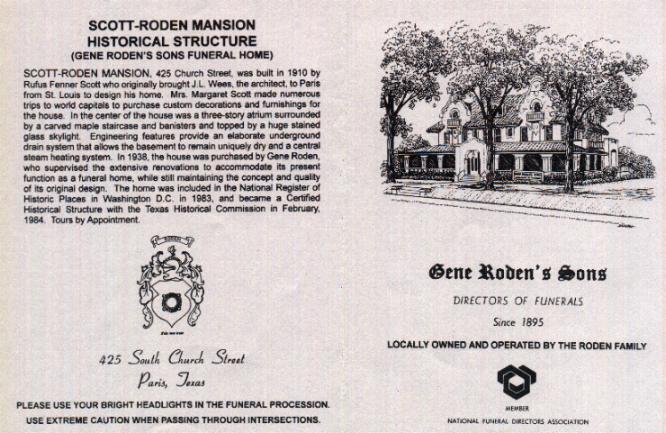 SCOTT-RODEN MANSION
HISTORICAL STRUCTURE
(GENE RODEN'S SONS FUNERAL HOME)
SCOTT-RODEN MANSION, 425 Church Street, was built in 1910 by
Rufus Fenner Scott who originally brought J.L. Wees, the architect, to Paris
from St. Louis to design his home. Mrs. Margaret Scott made numerous
trips to world capitals to purchase custom decorations and furnishings for
the house. In the center of the house was a three-story atrium surrounded
by a carved maple staircase and banisters and topped by a huge stained
glass skylight. Engineering features provide an elaborate underground
drain system that allows the basement to remain uniquely dry and a central
steam heating system. In 1938, the house was purchased by Gene Roden,
who supervised the extensive renovations to accommodate its present
function as a funeral home, while still maintaining the concept and quality
of its original design. The home was included in the National Register of
Historic Places in Washington D.C. in 1983, and became a Certified
Historical Structure with the Texas Historical Commission in February,
1984. Tours by Appointment.
RODEN
425 South Church Street
Paris, Texas
PLEASE USE YOUR BRIGHT HEADLIGHTS IN THE FUNERAL PROCESSION.
USE EXTREME CAUTION WHEN PASSING THROUGH INTERSECTIONS.
Gene Roden's Sons
DIRECTORS OF FUNERALS
Since 1895
LOCALLY OWNED AND OPERATED BY THE RODEN FAMILY
MEMBER
NATIONAL FUNERAL DIRECTORS ASSOCIATION